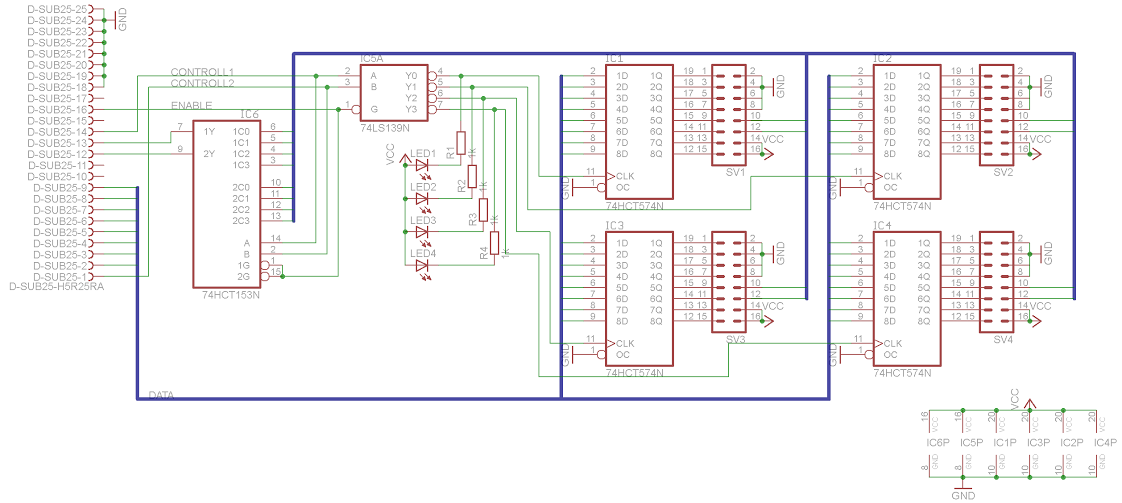 D-SUB25-25
D-SUB25-24
D-SUB25-23
D-SUB25-22
D-SUB25-21
D-SUB25-20
D-SUB25-19
D-SUB25-18
D-SUB25-17
D-SUB25-16
D-SUB25-15
D-SUB25-14
D-SUB25-13
D-SUB25-12
D-SUB25-11
D-SUB25-10
D-SUB25-9
D-SUB25-8
D-SUB25-7
D-SUB25-6
D-SUB25-5
D-SUB25-4
D-SUB25-3
D-SUB25-2
D-SUB25-1
D-SUB25-H5R25RA
GND
CONTROLL1
CONTROLL2
ENABLE
DATA
IC6
7 1Y 1C0 6
1C1 5
9 2Y 1C2 4
1C3 3
2C0 10
2C1 11
2C2 12
2C3 13
A 14
B 2
1G 1
2G 15
74HCT153N
IC5A
2 A Y0 4
3 B Y1 5
Y2 6
1 G Y3 7
74LS139N
VCC
LED1
LED2
LED3
LED4
R1 1k
R2 1k
R3 1k
R4 1k
IC1
2 1D 1Q 19 1 2
3 2D 2Q 18 3 4
4 3D 3Q 17 5 6
5 4D 4Q 16 7 8
6 5D 5Q 15 9 10
7 6D 6Q 14 11 12
8 7D 7Q 13 13 14
9 8D 8Q 12 15 16
11 CLK
1 OC
GND
74HCT574N
SV1
GND
VCC
IC2
2 1D 1Q 19 1 2
3 2D 2Q 18 3 4
4 3D 3Q 17 5 6
5 4D 4Q 16 7 8
6 5D 5Q 15 9 10
7 6D 6Q 14 11 12
8 7D 7Q 13 13 14
9 8D 8Q 12 15 16
11 CLK
1 OC
GND
74HCT574N
SV2
GND
VCC
IC3
2 1D 1Q 19 1 2
3 2D 2Q 18 3 4
4 3D 3Q 17 5 6
5 4D 4Q 16 7 8
6 5D 5Q 15 9 10
7 6D 6Q 14 11 12
8 7D 7Q 13 13 14
9 8D 8Q 12 15 16
11 CLK
1 OC
GND
74HCT574N
SV3
GND
VCC
IC4
2 1D 1Q 19 1 2
3 2D 2Q 18 3 4
4 3D 3Q 17 5 6
5 4D 4Q 16 7 8
6 5D 5Q 15 9 10
7 6D 6Q 14 11 12
8 7D 7Q 13 13 14
9 8D 8Q 12 15 16
11 CLK
1 OC
GND
74HCT574N
SV4
GND
VCC
VCC
16 16 20 20 20 20
VCC VCC VCC VCC VCC VCC
IC6P IC5P IC1P IC3P IC2P IC4P
GND GND GND GND GND GND
8 8 10 10 10 10
GND